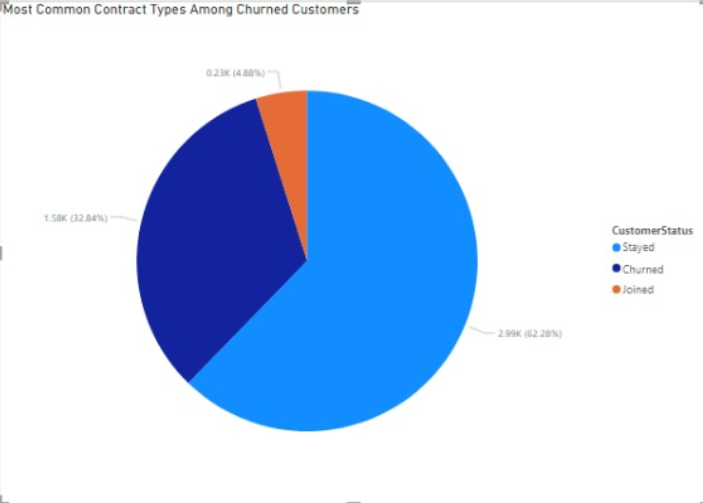 Most Common Contract Types Among Churned Customers
0.23K (4.88%)
1.58K (32.84%)
CustomerStatus
Stayed
Churned
Joined
2.99K (62.28%)